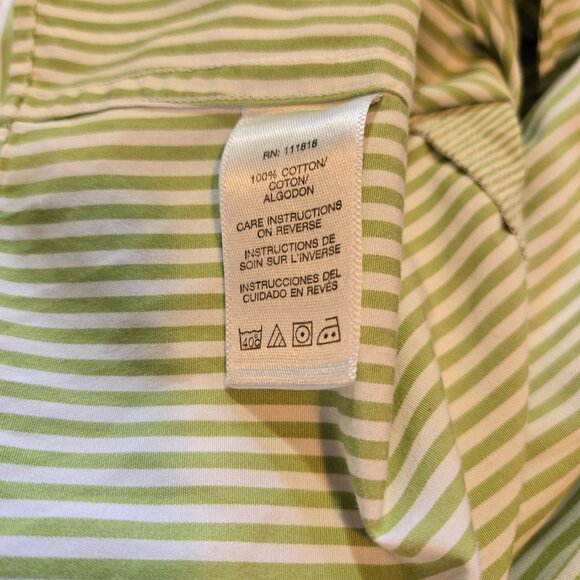 RN: 111818
100% COTTON/
COTON/
ALGODON
CARE INSTRUCTIONS
ON REVERSE
INSTRUCTIONS DE
SOIN SUR L'INVERSE
INSTRUCCIONES DEL
CUIDADO EN REVÉS
40c